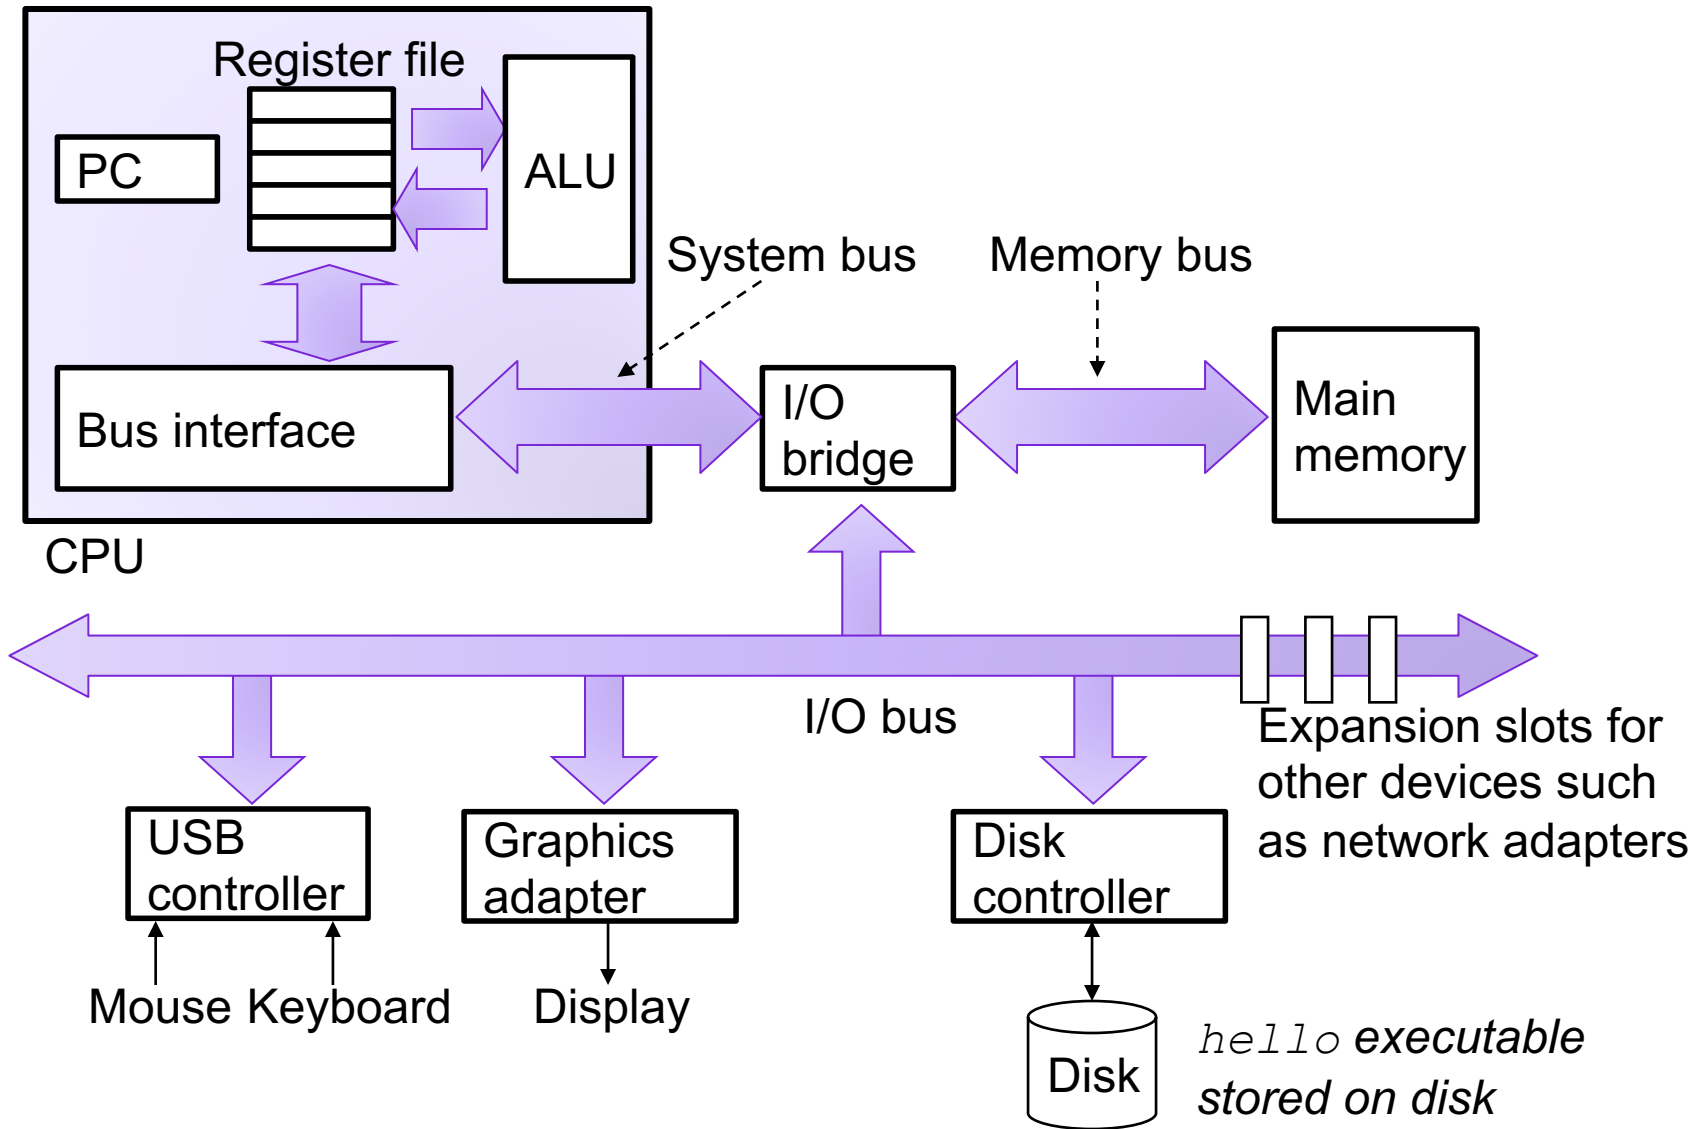 Register file
PC
ALU
System bus
Memory bus
Bus interface
I/O
bridge
Main
memory
CPU
I/O bus
Expansion slots for
other devices such
as network adapters
USB
controller
Graphics
adapter
Disk
controller
Mouse
Keyboard
Display
Disk
hello executable
stored on disk